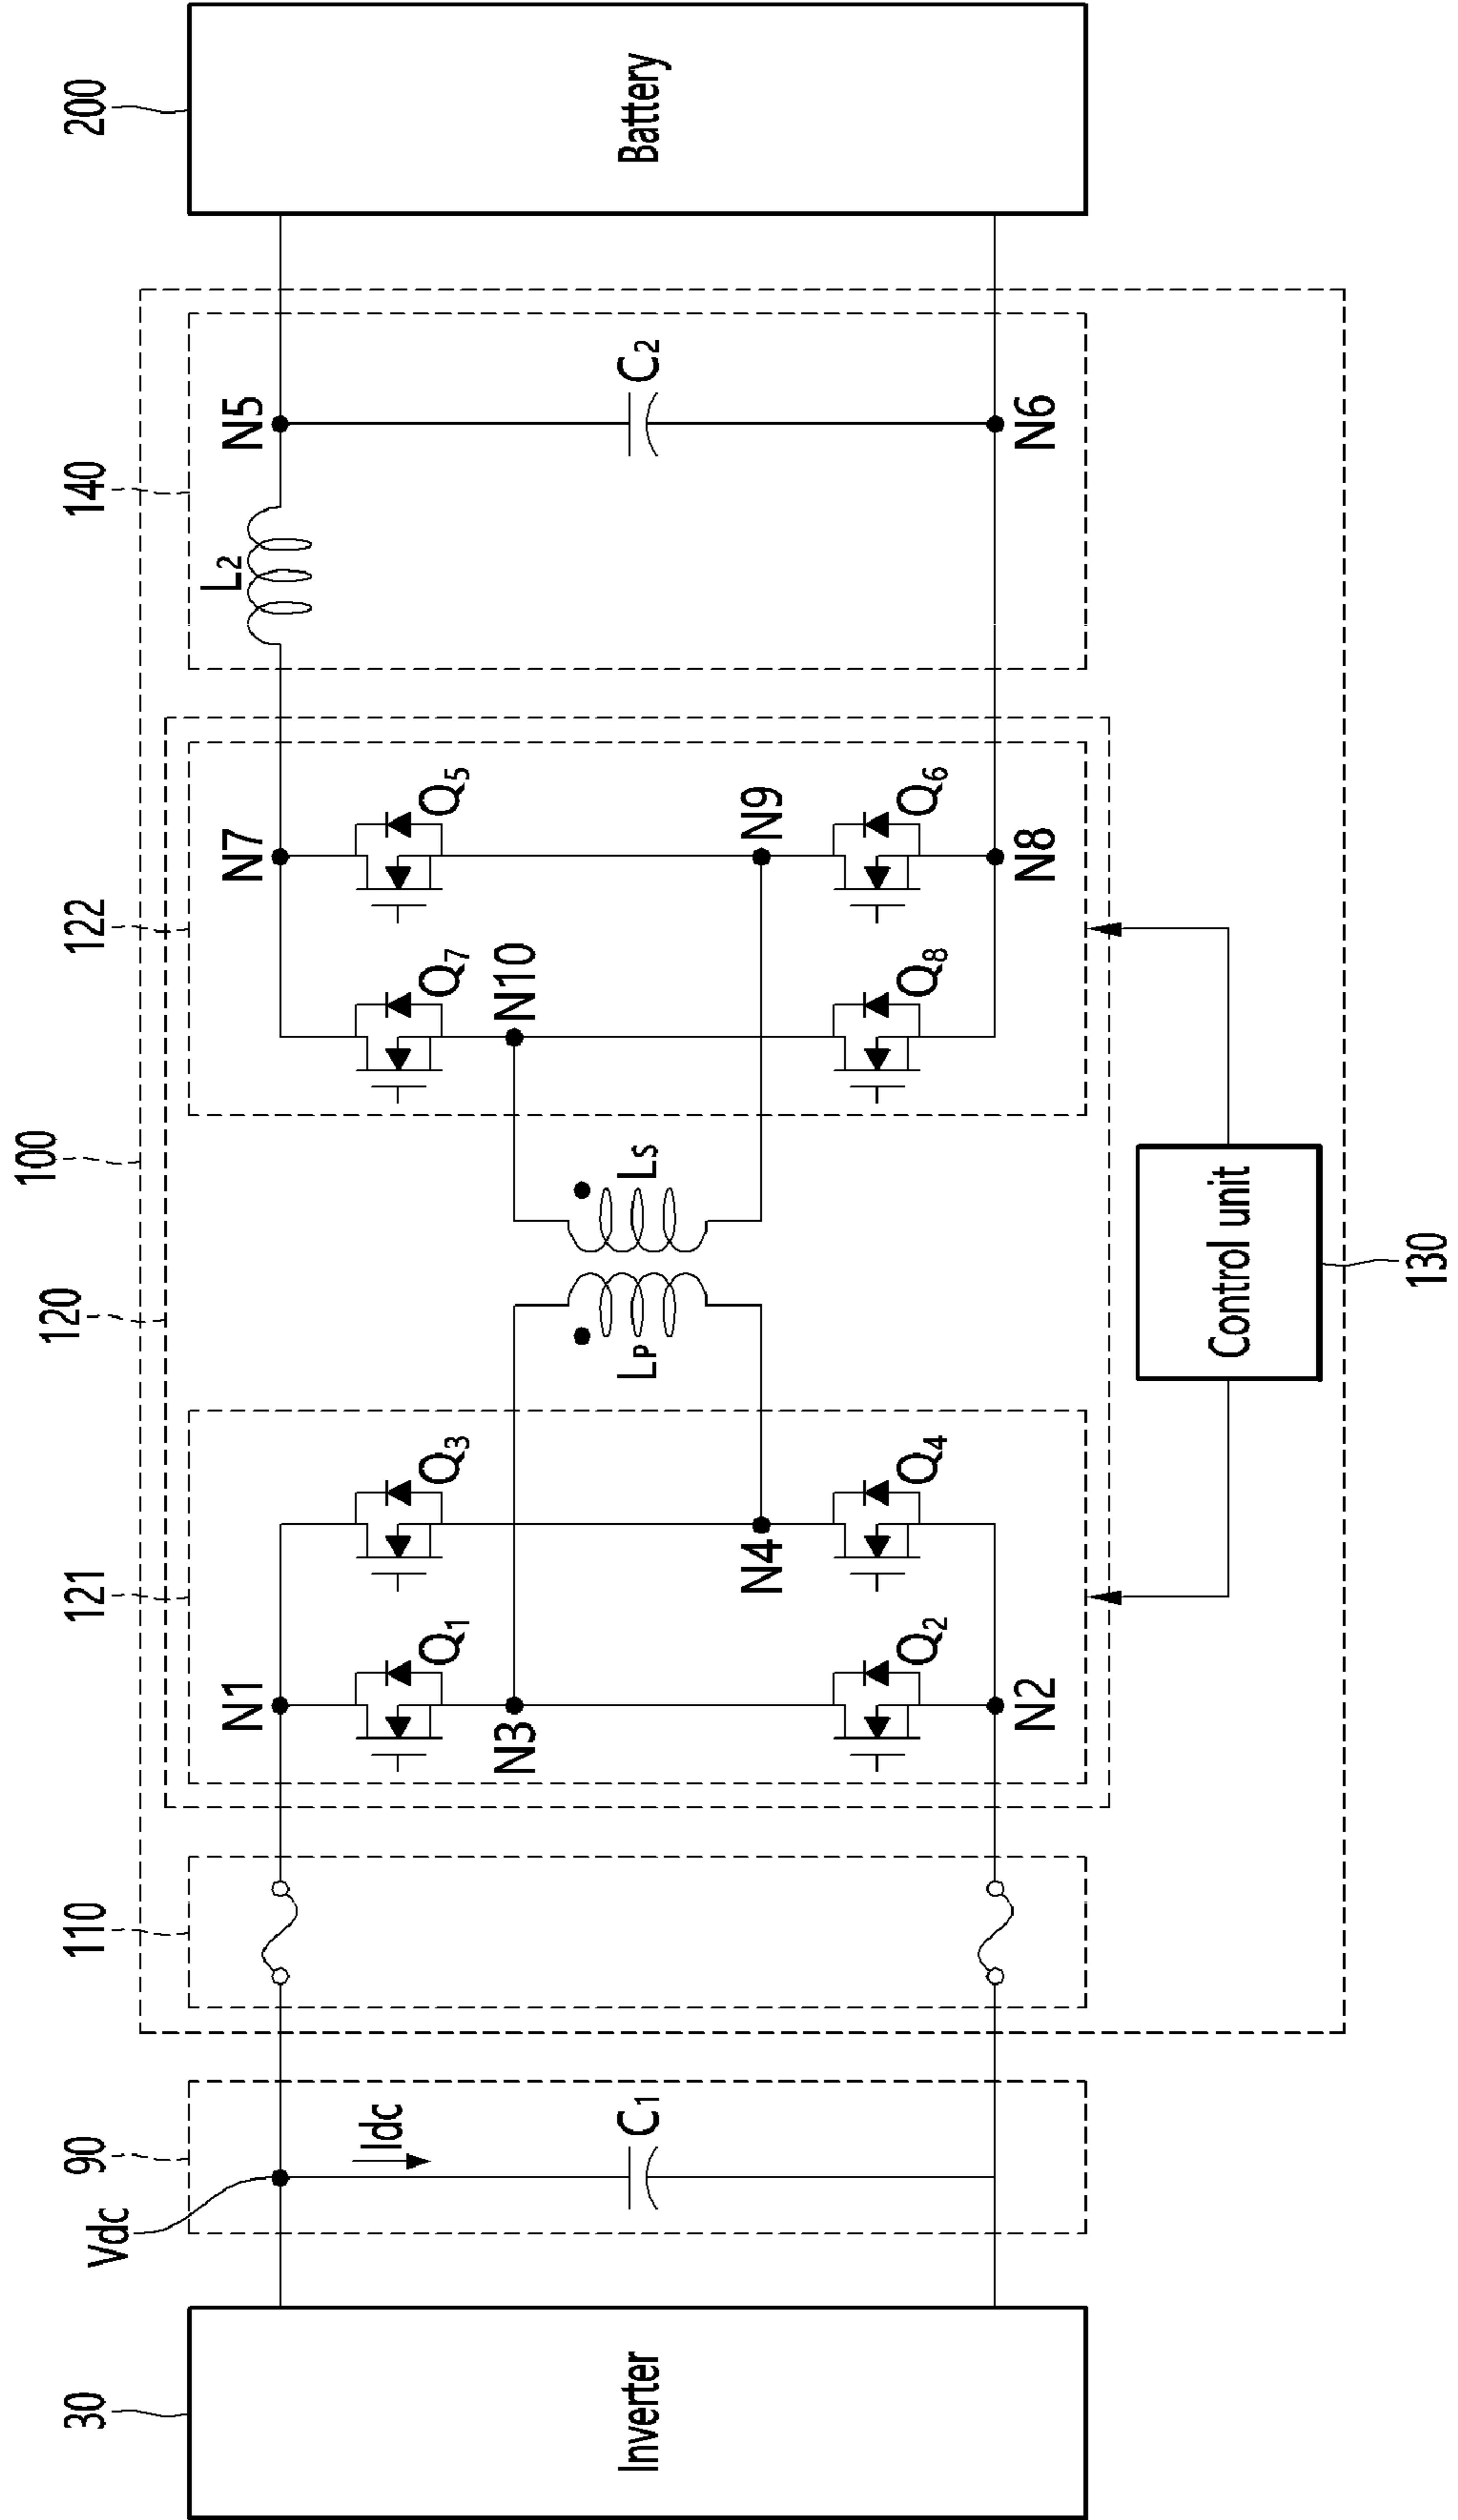 100
120
30
Vdc
90
110
121
122
140
200
Inverter
Idc
C1
N1
Q1
Q3
N3
N4
Q2
Q4
N2
LP
LS
N7
Q7
Q5
N10
N9
Q8
Q6
N8
L2
N5
C2
N6
Battery
Control unit
130